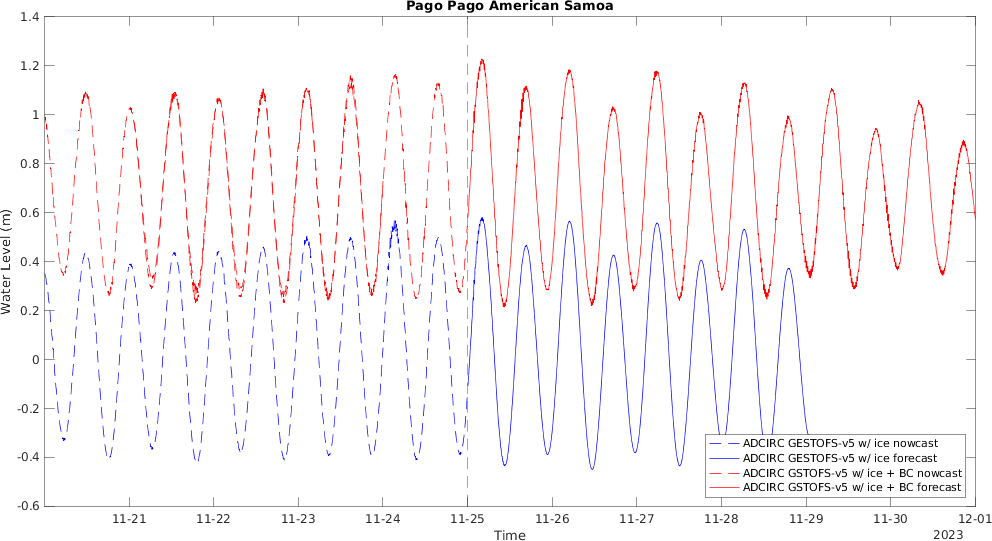 Pago Pago American Samoa
1.4
1.2
1
0.8
0.6
0.4
0.2
0
-0.2
-0.4
-0.6
Water Level (m)
ADCIRC GESTOFS-v5 w/ ice nowcast
ADCIRC GESTOFS-v5 w/ ice forecast
ADCIRC GSTOFS-v5 w/ ice + BC nowcast
ADCIRC GSTOFS-v5 w/ ice + BC forecast
11-21 11-22 11-23 11-24 11-25 11-26 11-27 11-28 11-29 11-30 12-01
Time
2023